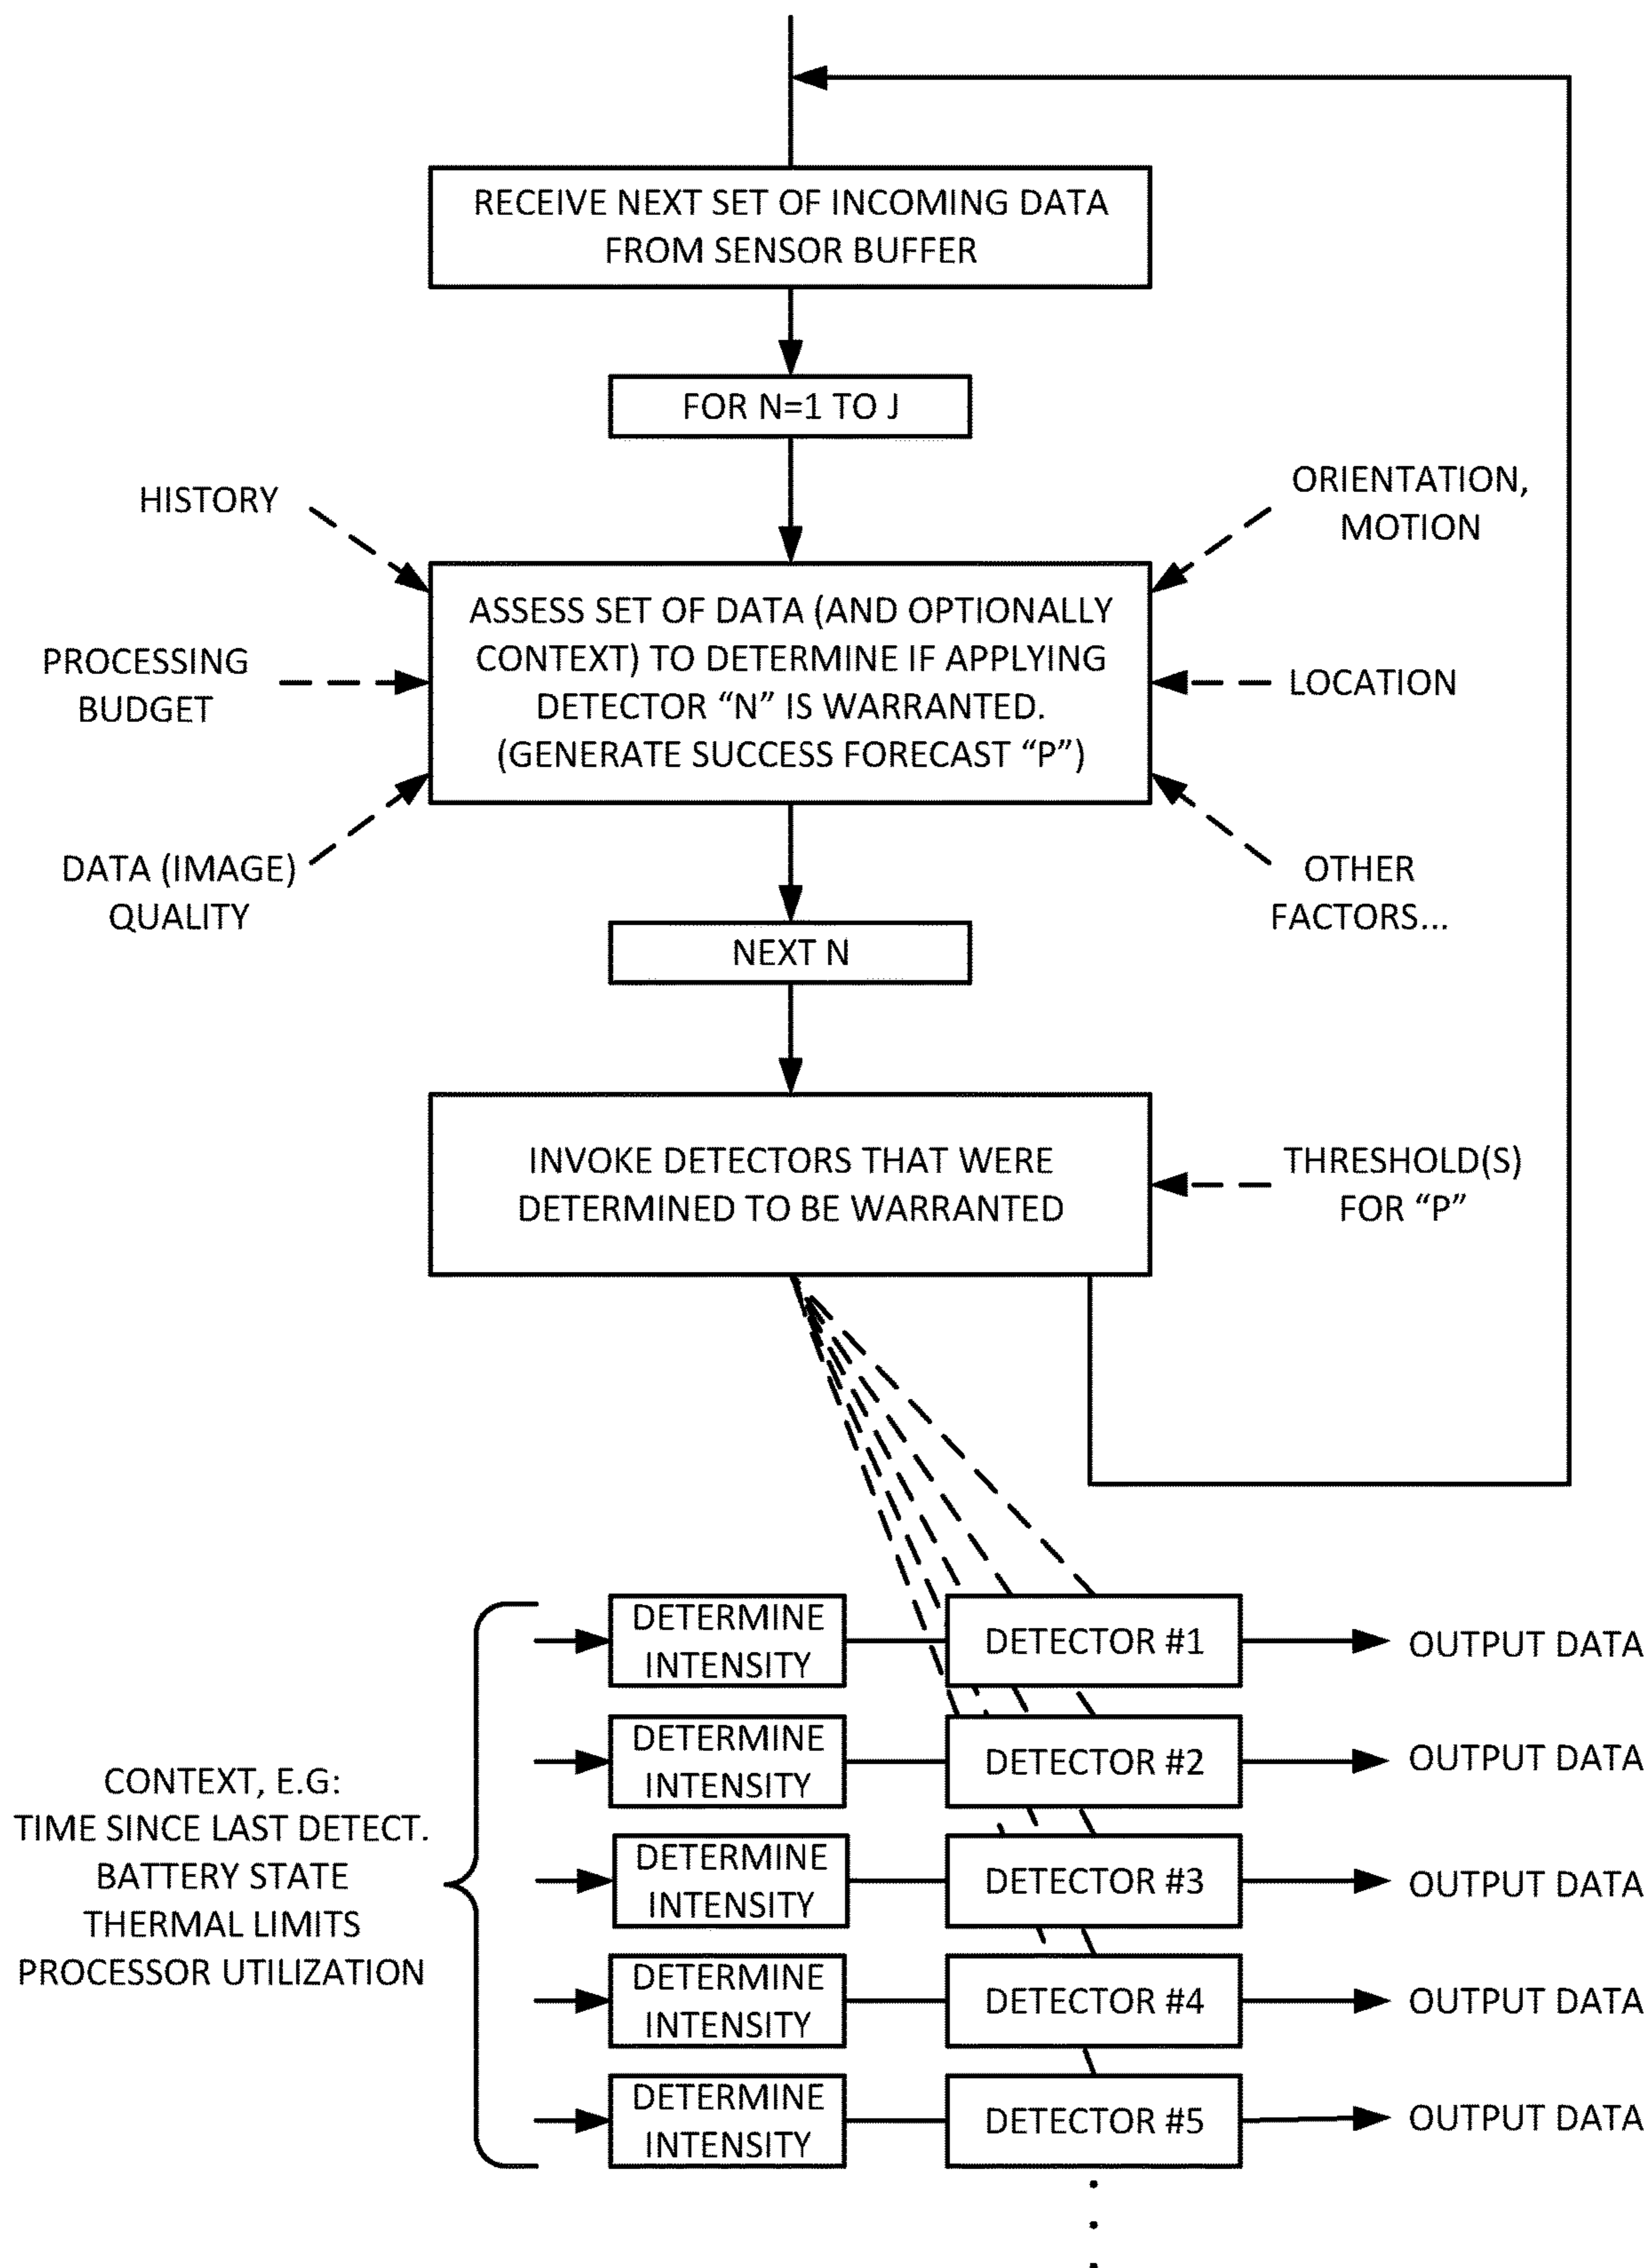 RECEIVE NEXT SET OF INCOMING DATA
FROM SENSOR BUFFER
FOR N=1 TO J
HISTORY
ORIENTATION,
MOTION
PROCESSING
BUDGET
ASSESS SET OF DATA (AND OPTIONALLY
CONTEXT) TO DETERMINE IF APPLYING
DETECTOR “N” IS WARRANTED.
(GENERATE SUCCESS FORECAST “P”)
LOCATION
DATA (IMAGE)
QUALITY
OTHER
FACTORS...
NEXT N
INVOKE DETECTORS THAT WERE
DETERMINED TO BE WARRANTED
THRESHOLD(S)
FOR “P”
CONTEXT, E.G:
TIME SINCE LAST DETECT.
BATTERY STATE
THERMAL LIMITS
PROCESSOR UTILIZATION
DETERMINE
INTENSITY
DETECTOR #1
OUTPUT DATA
DETERMINE
INTENSITY
DETECTOR #2
OUTPUT DATA
DETERMINE
INTENSITY
DETECTOR #3
OUTPUT DATA
DETERMINE
INTENSITY
DETECTOR #4
OUTPUT DATA
DETERMINE
INTENSITY
DETECTOR #5
OUTPUT DATA